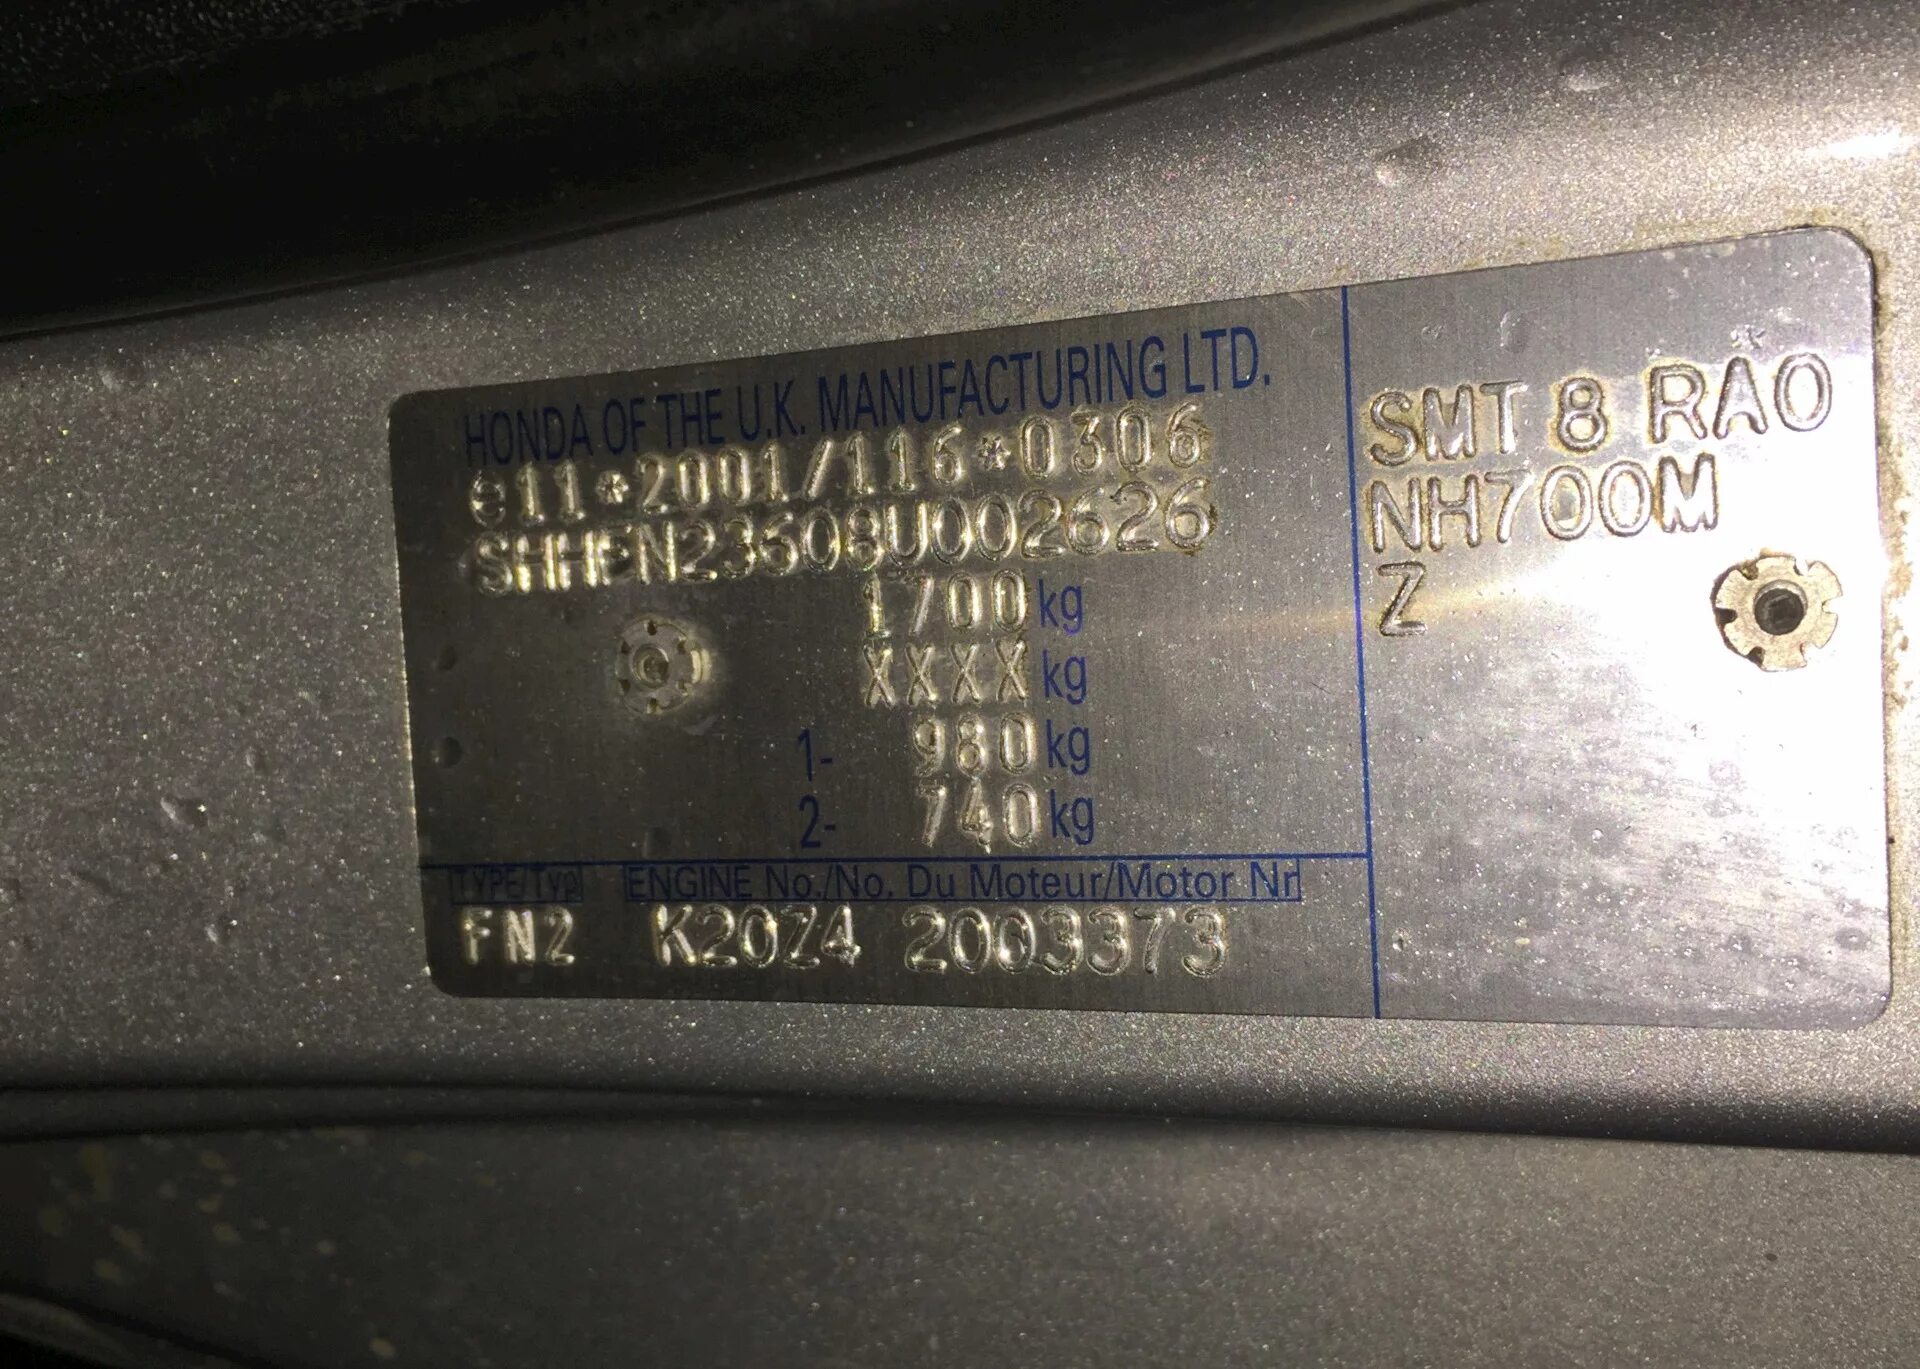 HONDA OF THE U.K. MANUFACTURING LTD.
e11*2001/116*0306
SHHFN23608U002626
1700 kg
XXXX kg
1- 980 kg
2- 740 kg
TYPE/Typ ENGINE No./No. Du Moteur/Motor Nr
FN2 K20Z4 2003373
SMT 8 RAO
NH700M
Z